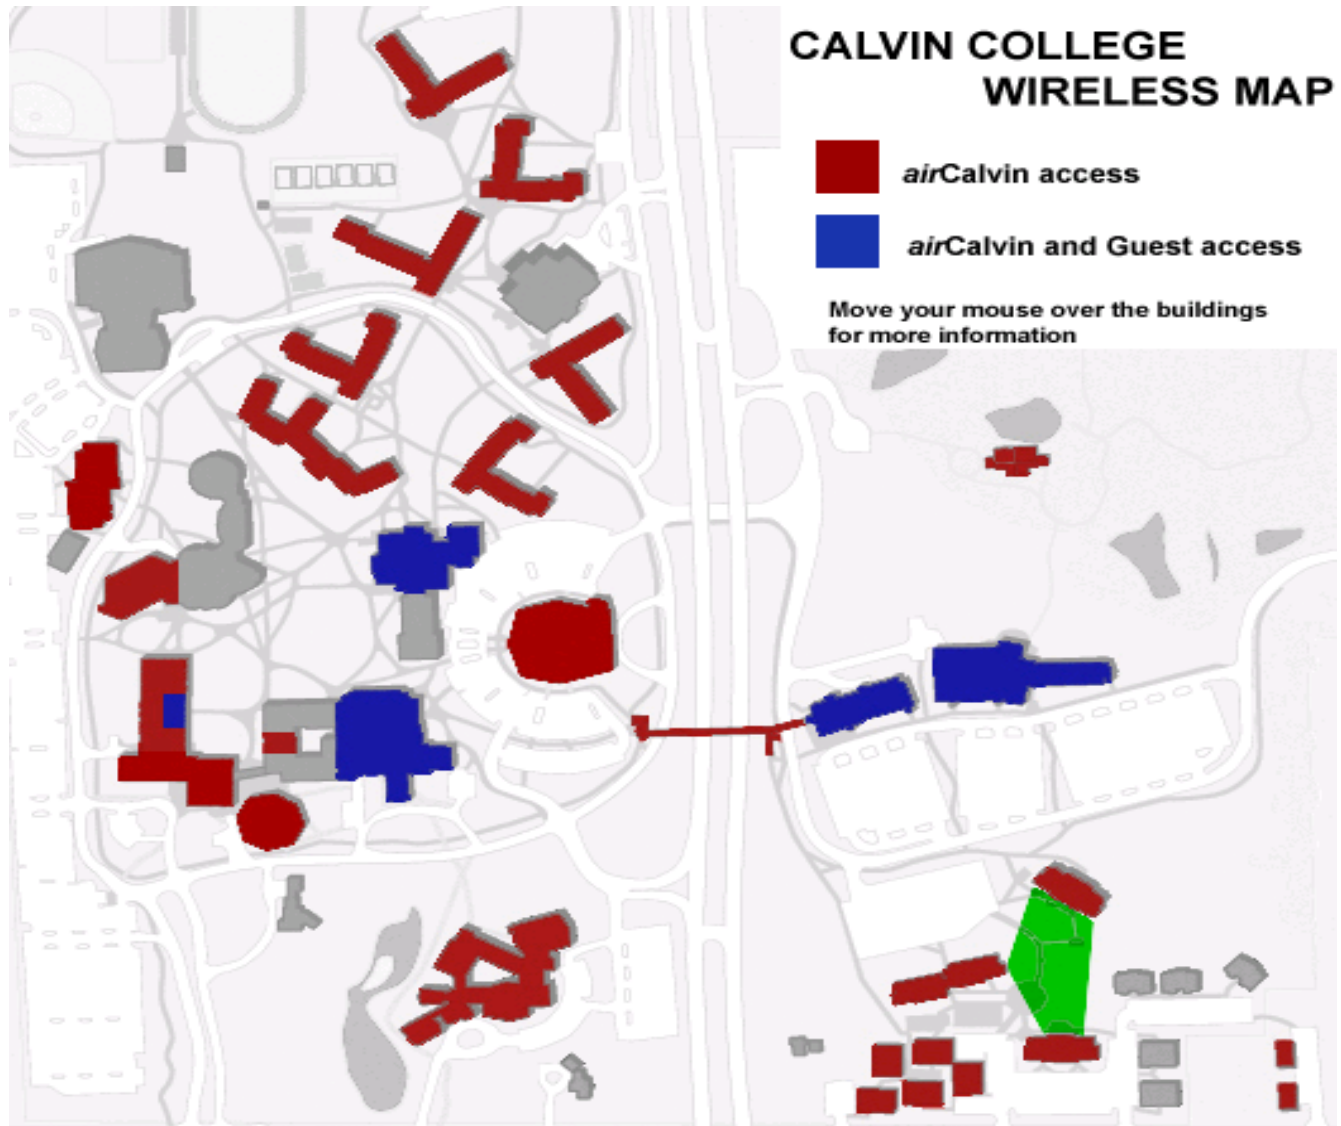 CALVIN COLLEGE
WIRELESS MAP
airCalvin access
airCalvin and Guest access
Move your mouse over the buildings
for more information